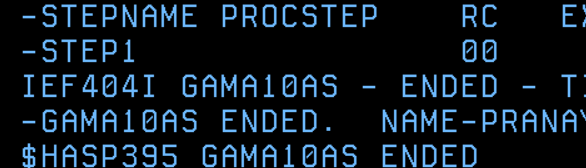 -STEPNAME PROCSTEP RC
-STEP1 00
IEF404I GAMA10AS - ENDED -
-GAMA10AS ENDED. NAME-PRANAY
$HASP395 GAMA10AS ENDED